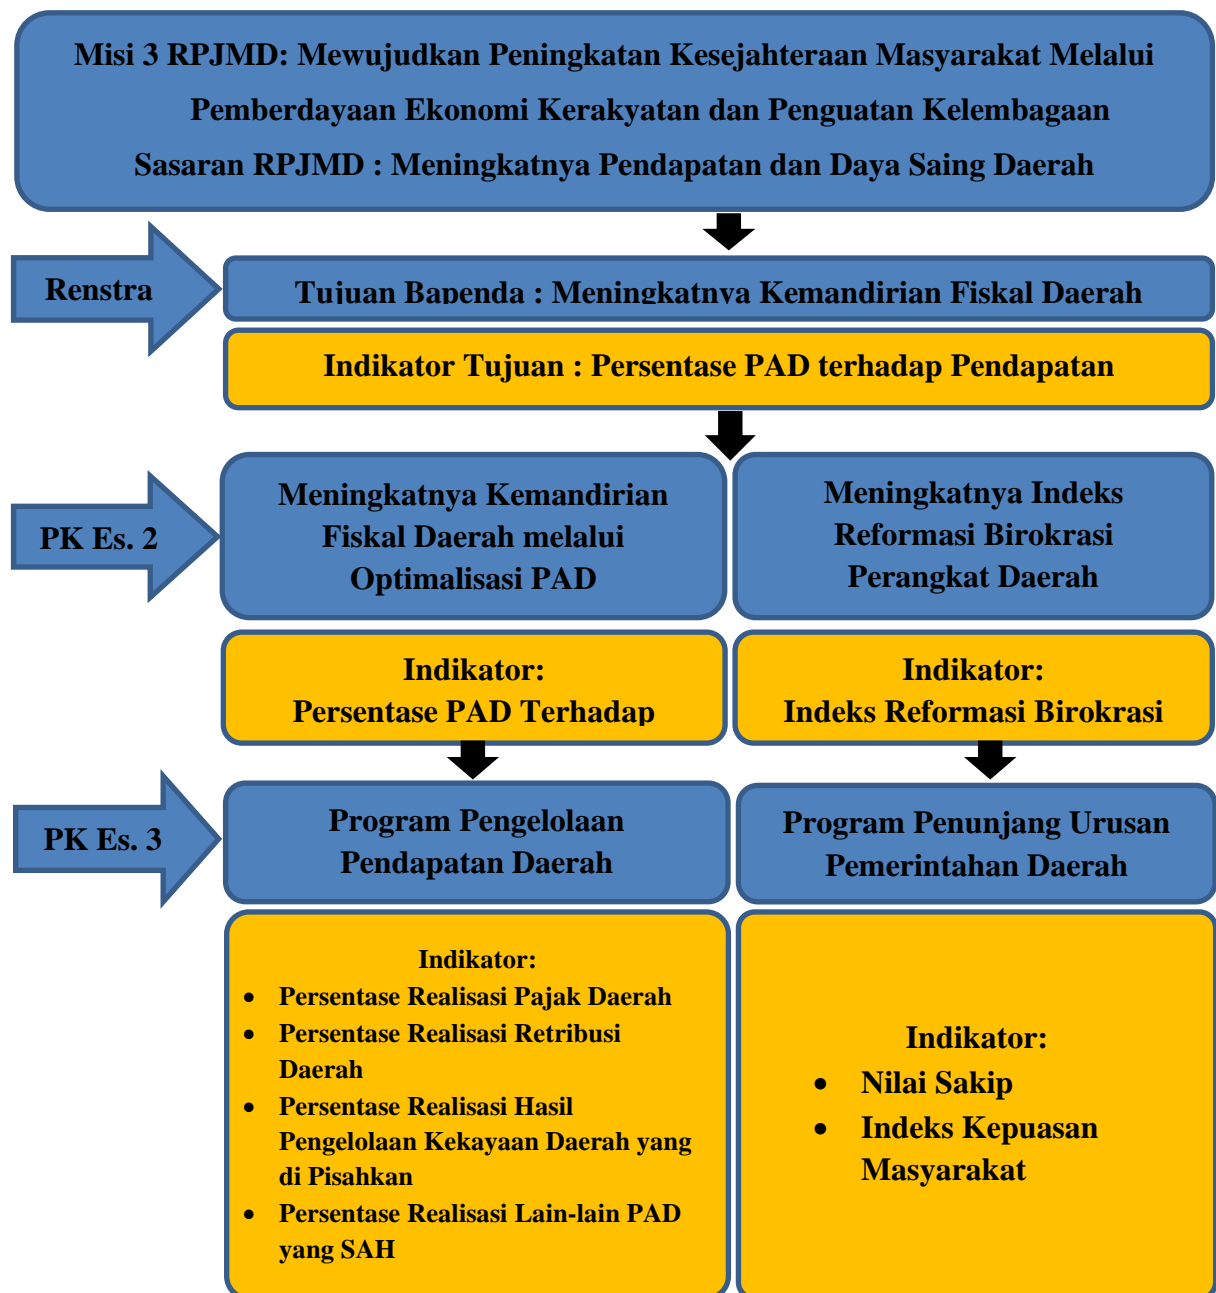 Misi 3 RPJMD: Mewujudkan Peningkatan Kesejahteraan Masyarakat Melalui
Pemberdayaan Ekonomi Kerakyatan dan Penguatan Kelembagaan
Sasaran RPJMD : Meningkatnya Pendapatan dan Daya Saing Daerah
Renstra
Tujuan Bapenda : Meningkatnya Kemandirian Fiskal Daerah
Indikator Tujuan : Persentase PAD terhadap Pendapatan
PK Es. 2
Meningkatnya Kemandirian
Fiskal Daerah melalui
Optimalisasi PAD
Meningkatnya Indeks
Reformasi Birokrasi
Perangkat Daerah
Indikator:
Persentase PAD Terhadap
Indikator:
Indeks Reformasi Birokrasi
PK Es. 3
Program Pengelolaan
Pendapatan Daerah
Program Penunjang Urusan
Pemerintahan Daerah
Indikator:
• Persentase Realisasi Pajak Daerah
• Persentase Realisasi Retribusi
Daerah
• Persentase Realisasi Hasil
Pengelolaan Kekayaan Daerah yang
di Pisahkan
• Persentase Realisasi Lain-lain PAD
yang SAH
Indikator:
• Nilai Sakip
• Indeks Kepuasan
Masyarakat